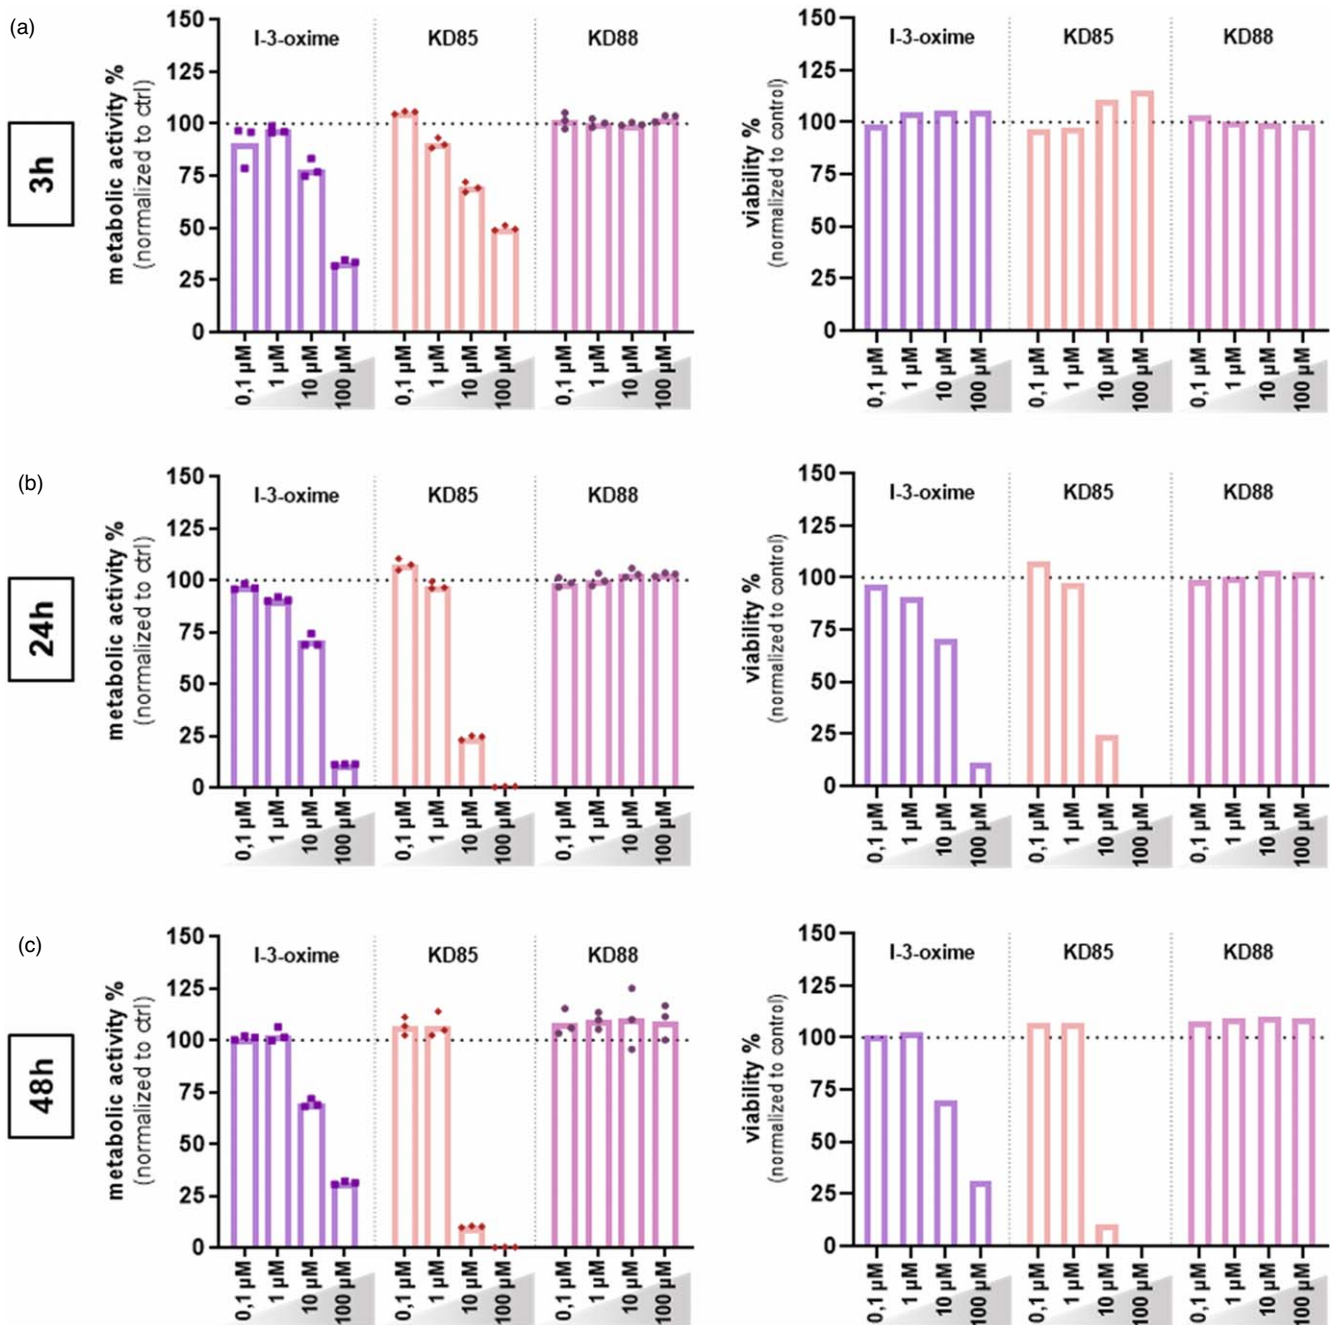 (a)
3h
metabolic activity %
(normalized to ctrl)
150
125
100
75
50
25
0
I-3-oxime
KD85
KD88
0,1 µM
1 µM
10 µM
100 µM
0,1 µM
1 µM
10 µM
100 µM
0,1 µM
1 µM
10 µM
100 µM
viability %
(normalized to control)
150
125
100
75
50
25
0
I-3-oxime
KD85
KD88
0,1 µM
1 µM
10 µM
100 µM
0,1 µM
1 µM
10 µM
100 µM
0,1 µM
1 µM
10 µM
100 µM
(b)
24h
metabolic activity %
(normalized to ctrl)
150
125
100
75
50
25
0
I-3-oxime
KD85
KD88
0,1 µM
1 µM
10 µM
100 µM
0,1 µM
1 µM
10 µM
100 µM
0,1 µM
1 µM
10 µM
100 µM
viability %
(normalized to control)
150
125
100
75
50
25
0
I-3-oxime
KD85
KD88
0,1 µM
1 µM
10 µM
100 µM
0,1 µM
1 µM
10 µM
100 µM
0,1 µM
1 µM
10 µM
100 µM
(c)
48h
metabolic activity %
(normalized to ctrl)
150
125
100
75
50
25
0
I-3-oxime
KD85
KD88
0,1 µM
1 µM
10 µM
100 µM
0,1 µM
1 µM
10 µM
100 µM
0,1 µM
1 µM
10 µM
100 µM
viability %
(normalized to control)
150
125
100
75
50
25
0
I-3-oxime
KD85
KD88
0,1 µM
1 µM
10 µM
100 µM
0,1 µM
1 µM
10 µM
100 µM
0,1 µM
1 µM
10 µM
100 µM